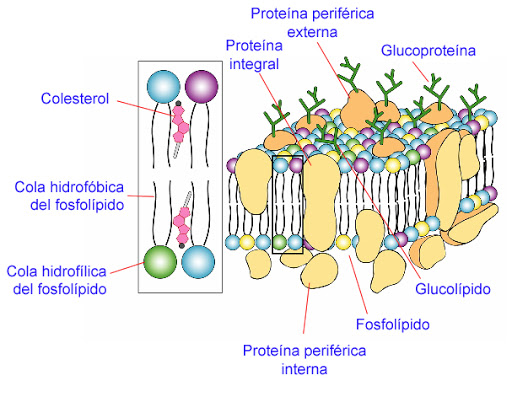 Proteína periférica
externa
Proteína
integral
Glucoproteína
Colesterol
Cola hidrofóbica
del fosfolípido
Cola hidrofílica
del fosfolípido
Glucolípido
Fosfolípido
Proteína periférica
interna